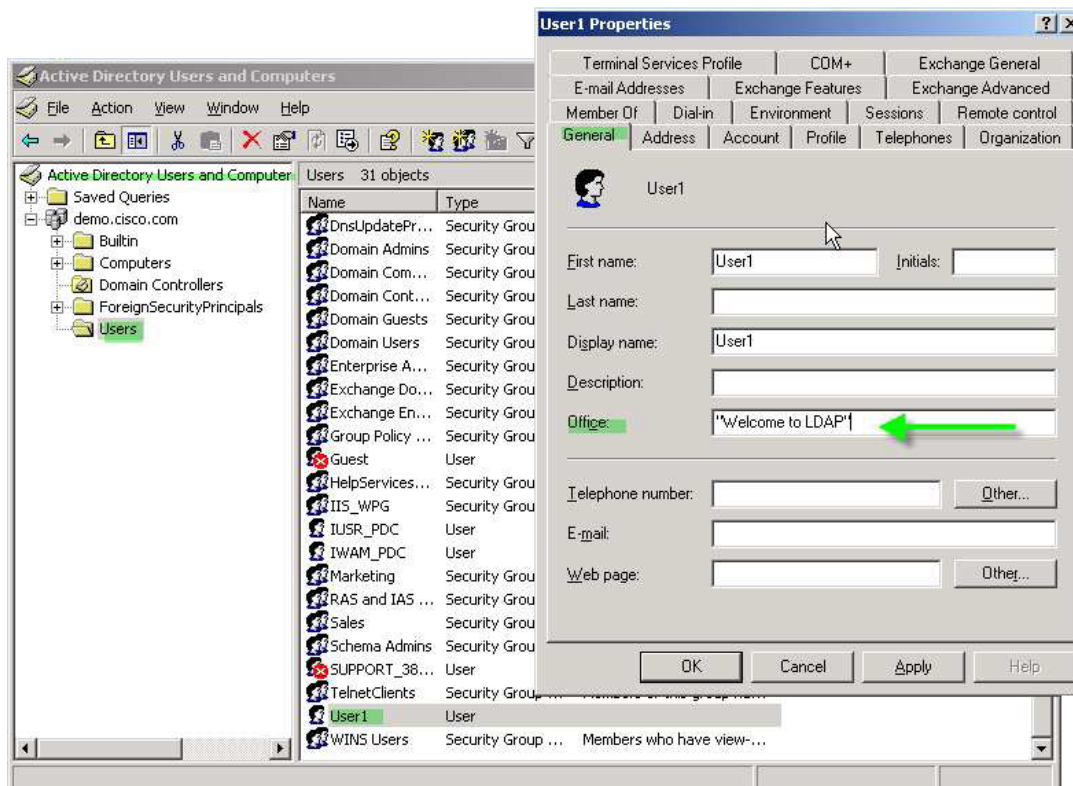 Active Directory Users and Computers
File Action View Window Help
Active Directory Users and Computer
Saved Queries
demo.cisco.com
Builtin
Computers
Domain Controllers
ForeignSecurityPrincipals
Users
Users 31 objects
Name Type
DnsUpdatePr... Security Grou
Domain Admins Security Grou
Domain Com... Security Grou
Domain Cont... Security Grou
Domain Guests Security Grou
Domain Users Security Grou
Enterprise A... Security Grou
Exchange Do... Security Grou
Exchange En... Security Grou
Group Policy ... Security Grou
Guest User
HelpServices... Security Grou
IIS_WPG Security Grou
IUSR_PDC User
IWAM_PDC User
Marketing Security Grou
RAS and IAS ... Security Grou
Sales Security Grou
Schema Admins Security Grou
SUPPORT_38... User
TelnetClients Security Group ... Members of this group ha...
User1 User
WINS Users Security Group ... Members who have view-...
User1 Properties
Terminal Services Profile COM+ Exchange General
E-mail Addresses Exchange Features Exchange Advanced
Member Of Dial-in Environment Sessions Remote control
General Address Account Profile Telephones Organization
User1
First name: User1 Initials:
Last name:
Display name: User1
Description:
Office: "Welcome to LDAP"
Telephone number: Other...
E-mail:
Web page: Other...
OK Cancel Apply Help